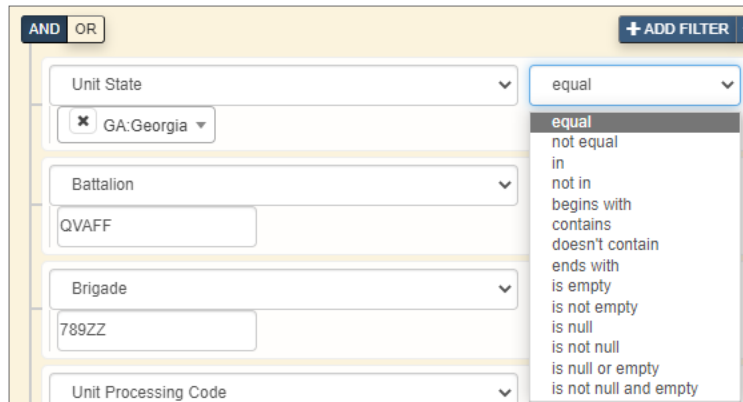 AND OR + ADD FILTER
Unit State equal
× GA:Georgia
equal
not equal
in
not in
begins with
contains
doesn't contain
ends with
is empty
is not empty
is null
is not null
is null or empty
is not null and empty
Battalion
QVAFF
Brigade
789ZZ
Unit Processing Code